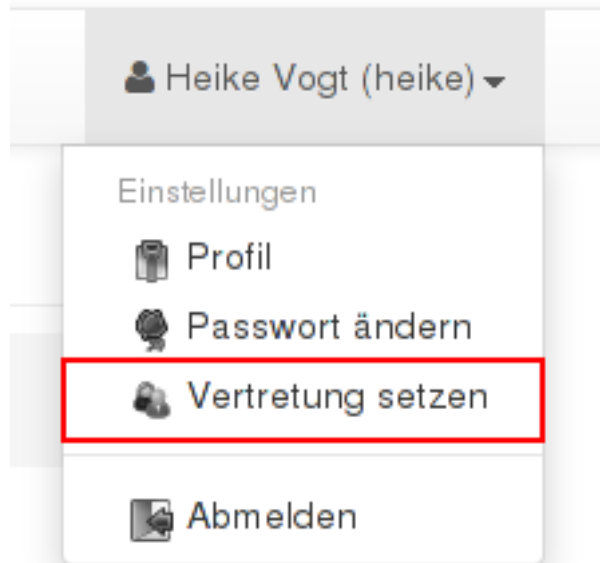 Heike Vogt (heike)
Einstellungen
Profil
Passwort ändern
Vertretung setzen
Abmelden